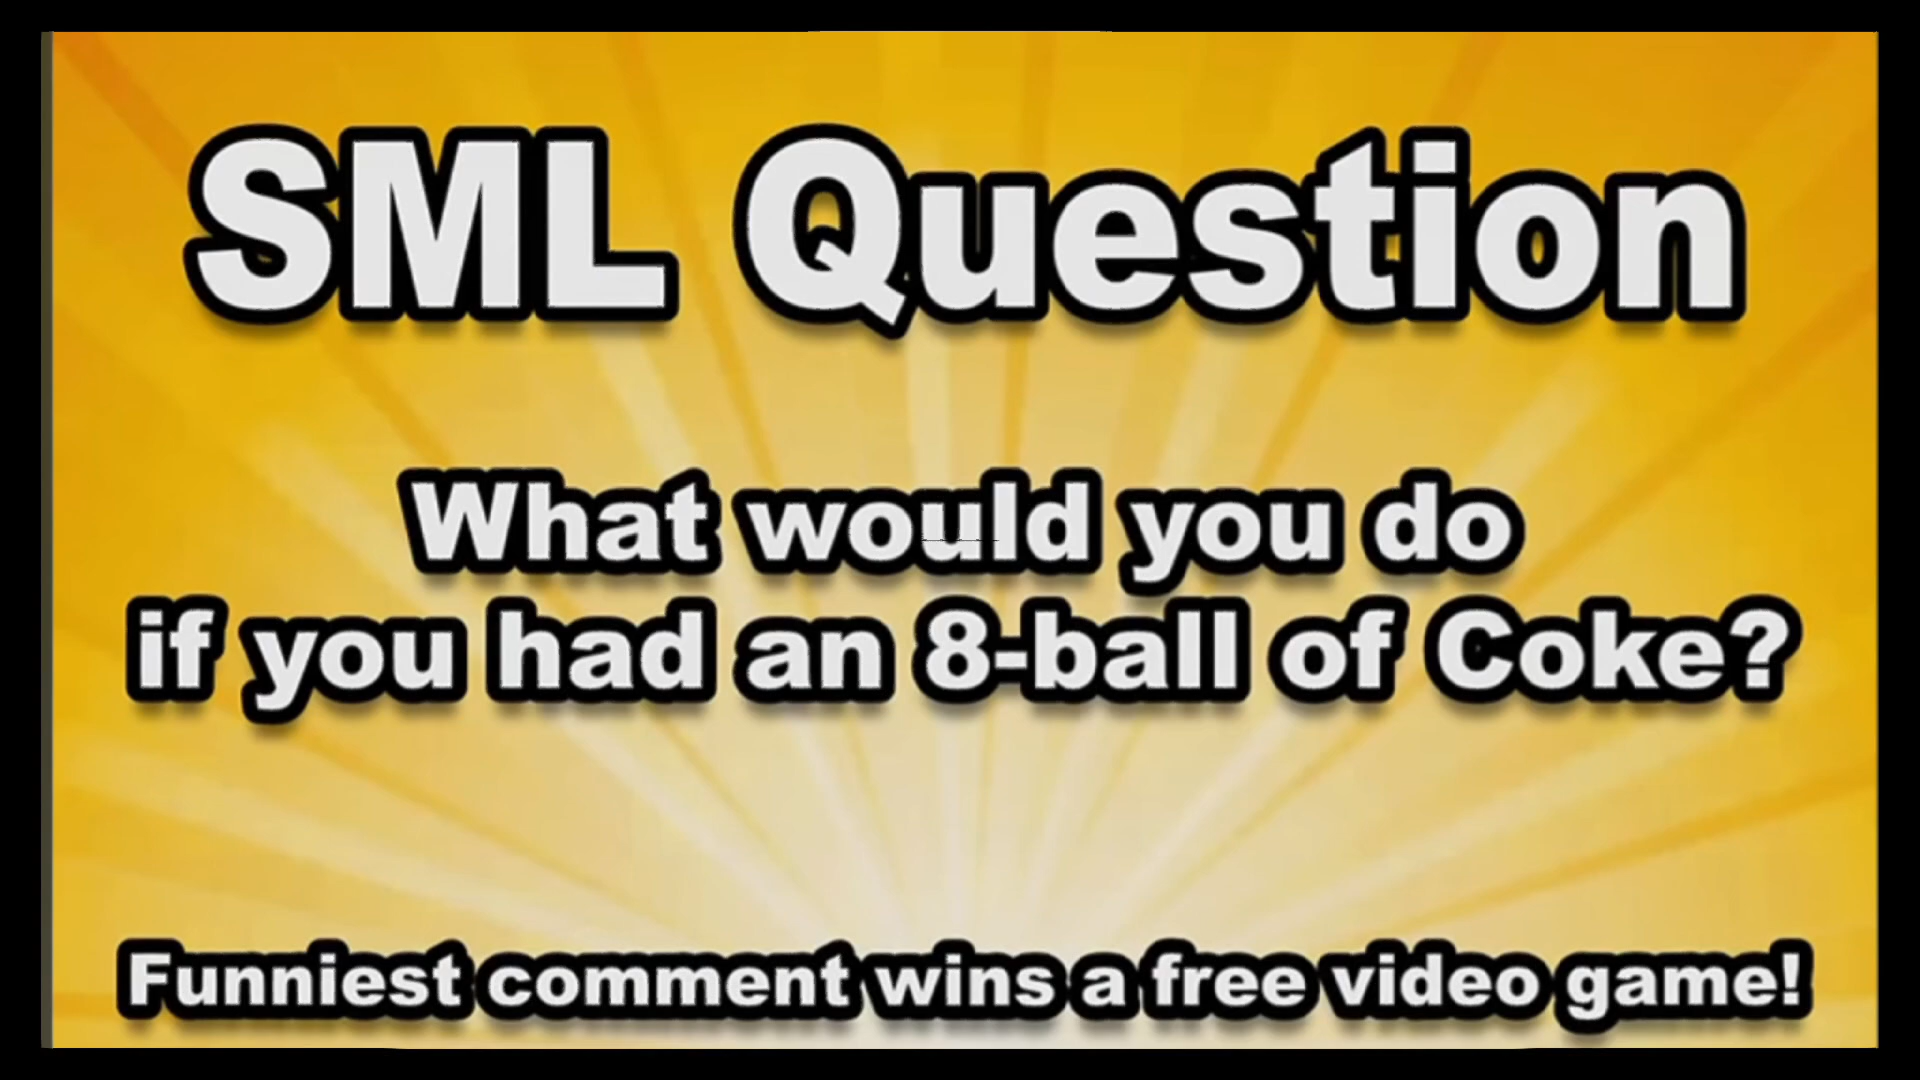 SML Question
What would you do
if you had an 8-ball of Coke?
Funniest comment wins a free video game!